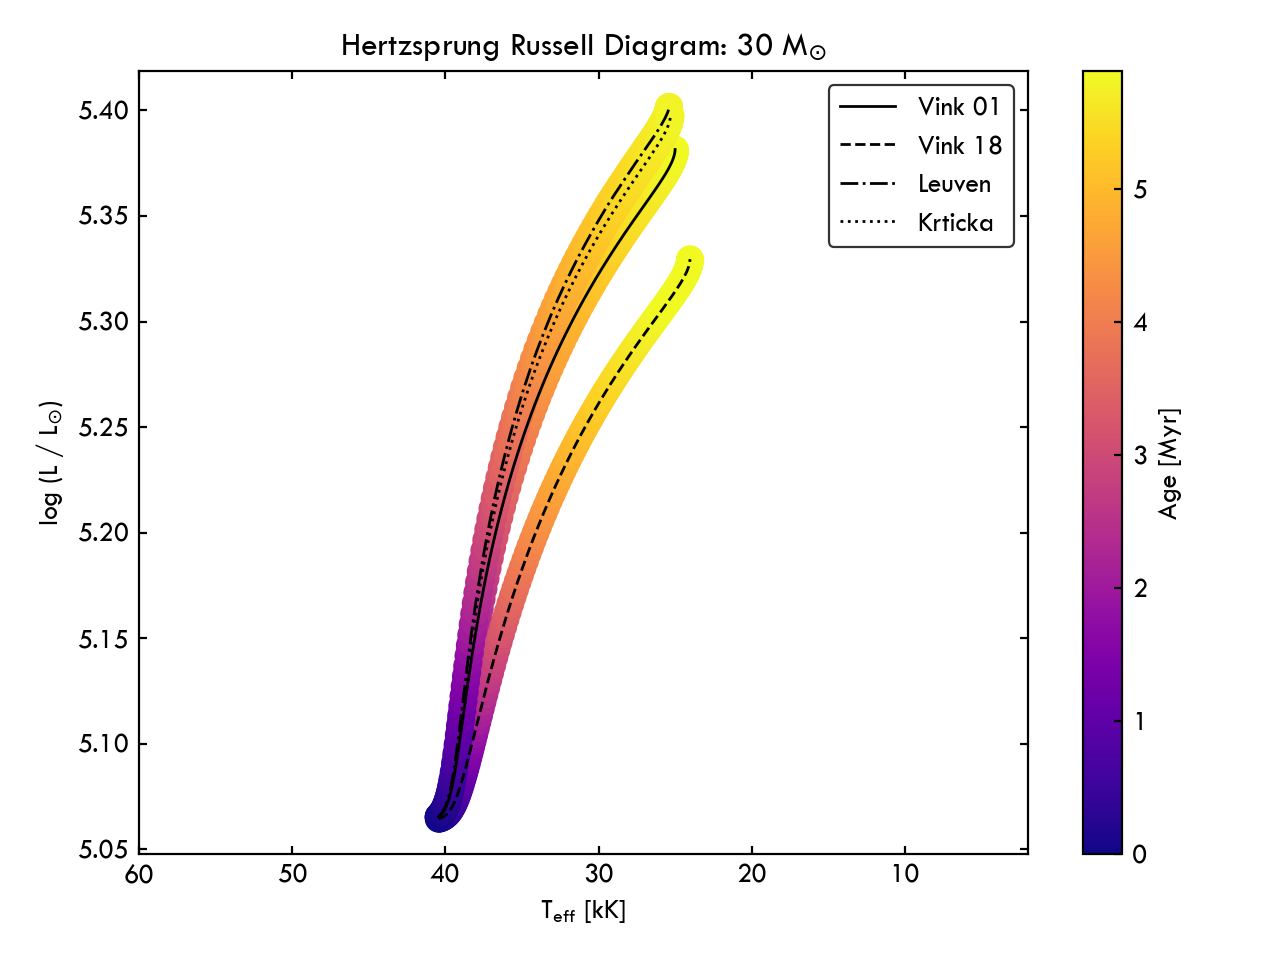 Hertzsprung Russell Diagram: 30 M☉
Vink 01
Vink 18
Leuven
Krticka
5.40
5.35
5.30
5.25
5.20
5.15
5.10
5.05
log (L / L☉)
60
50
40
30
20
10
Teff [kK]
5
4
3
2
1
0
Age [Myr]